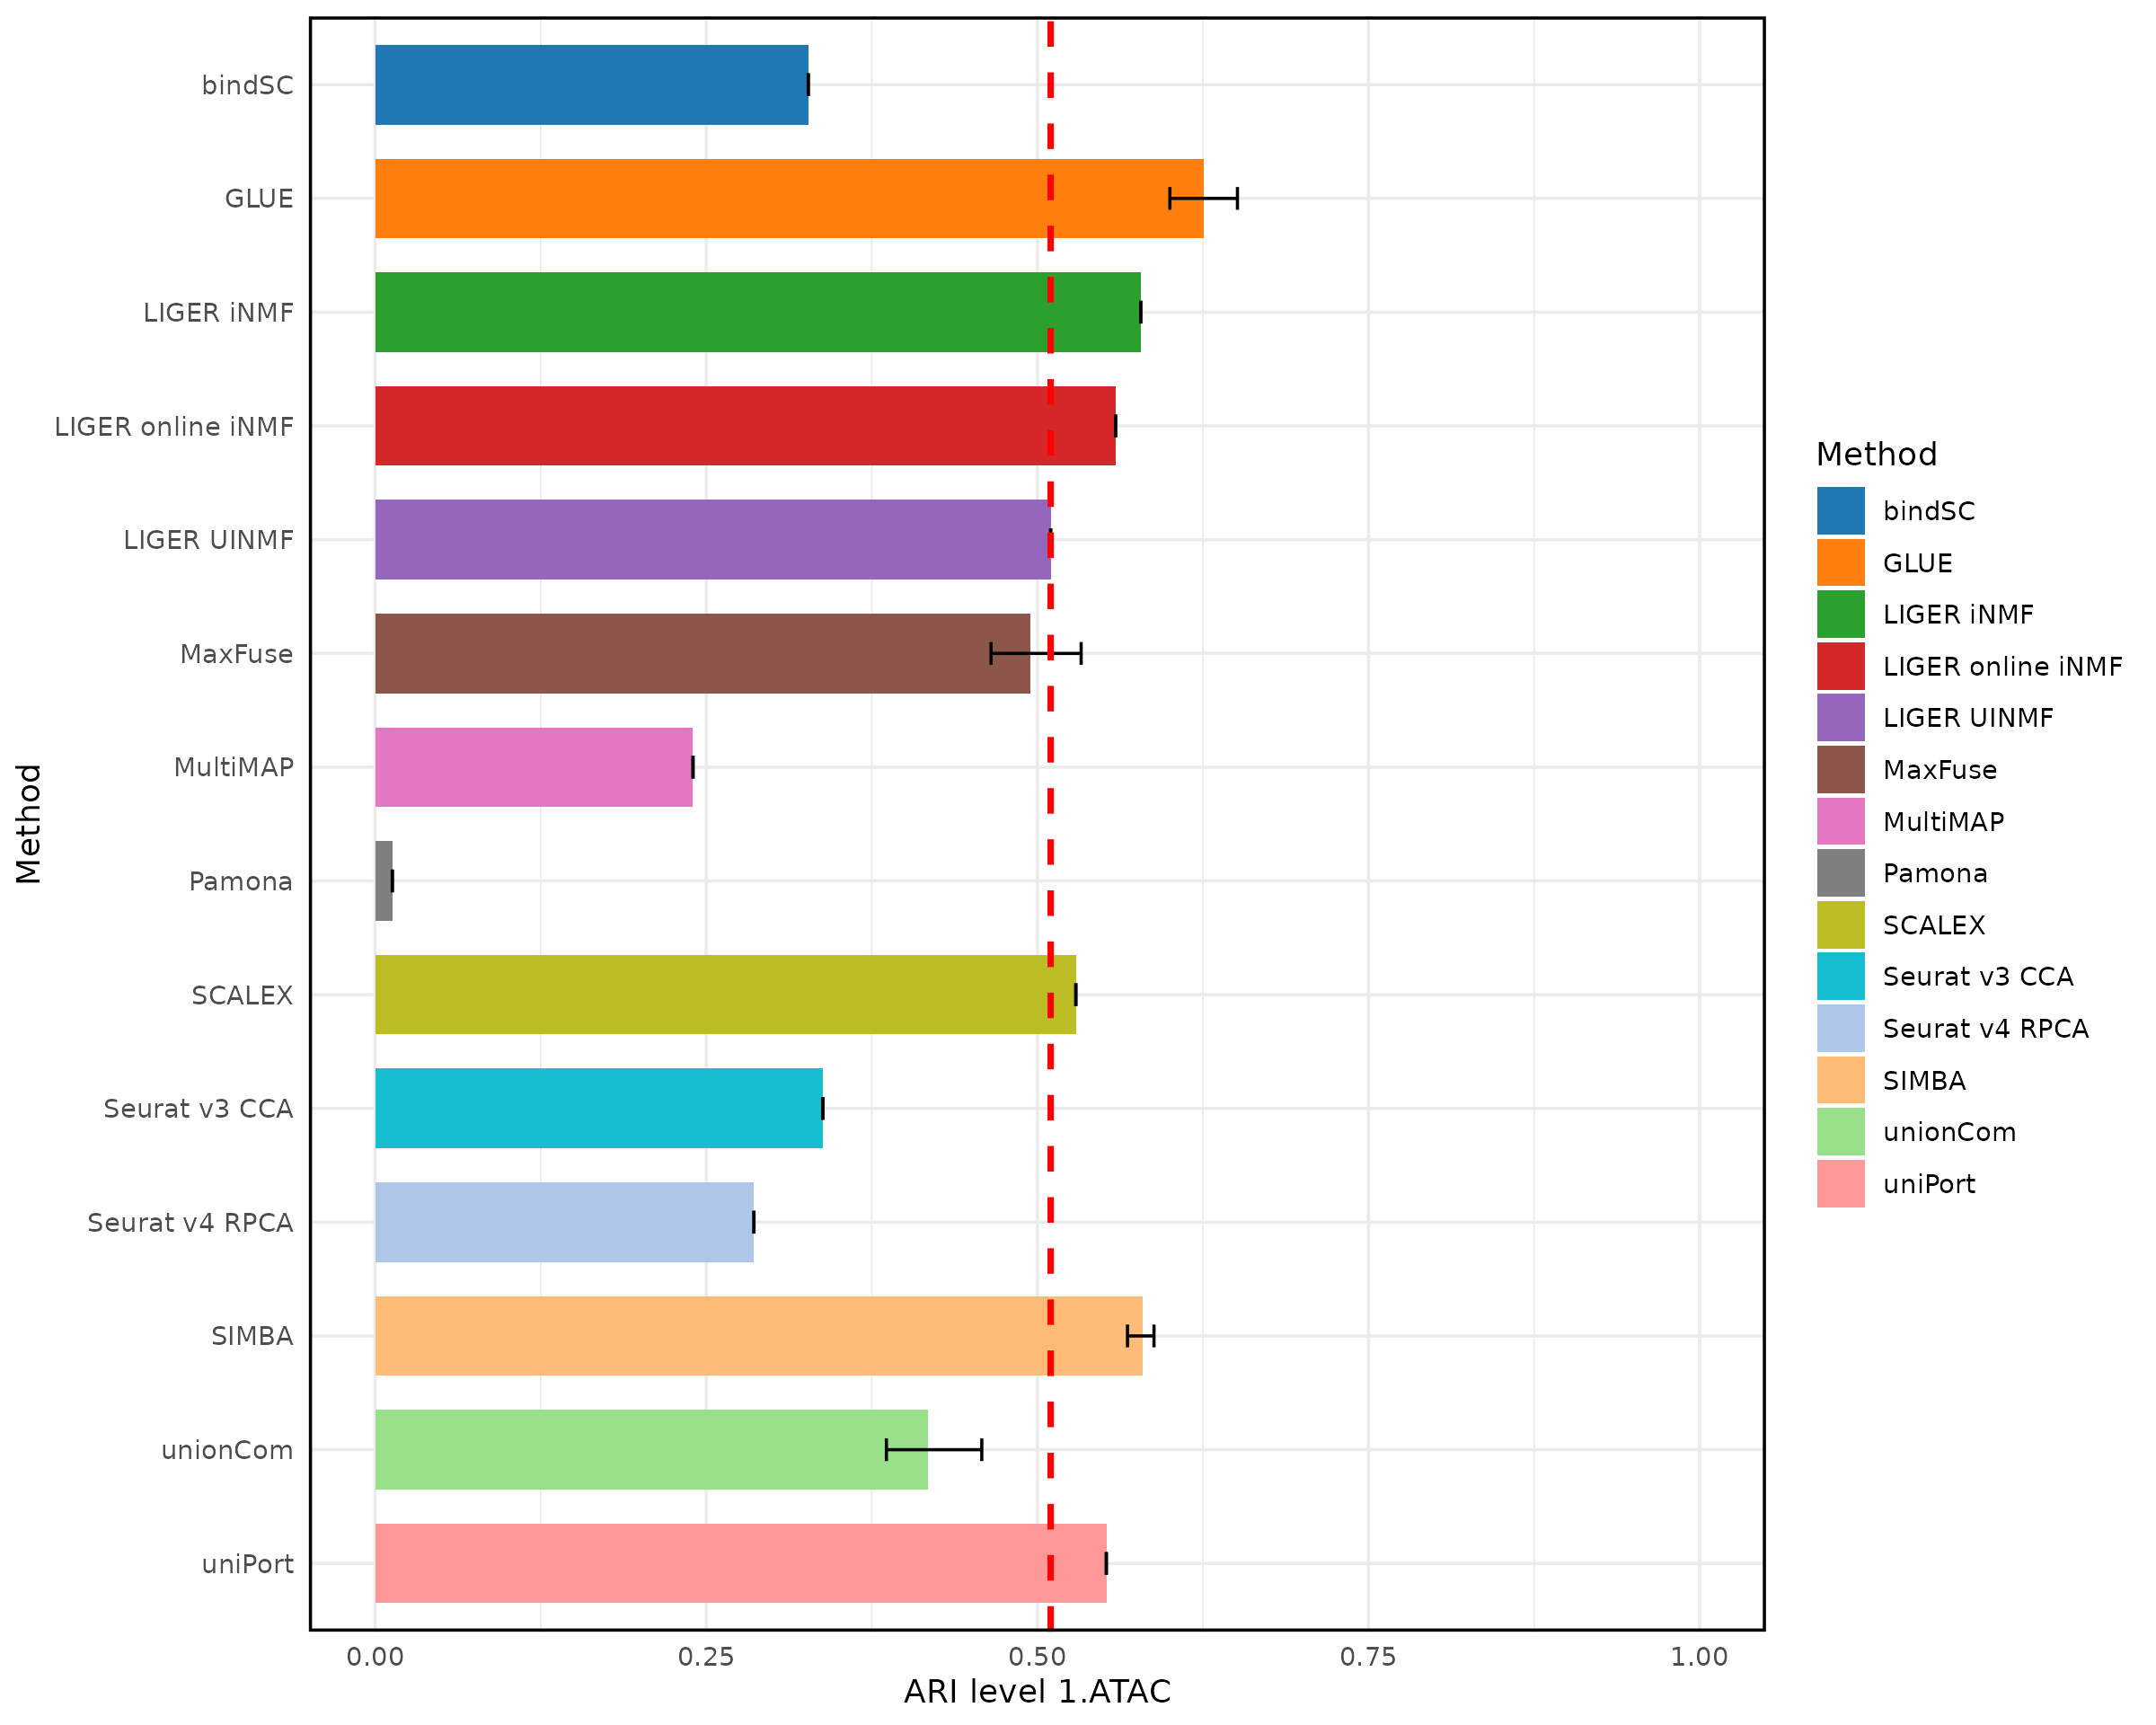 bindSC
GLUE
LIGER iNMF
LIGER online iNMF
LIGER UINMF
MaxFuse
MultiMAP
Pamona
SCALEX
Seurat v3 CCA
Seurat v4 RPCA
SIMBA
unionCom
uniPort
Method
0.00 0.25 0.50 0.75 1.00
ARI level 1.ATAC
Method
bindSC
GLUE
LIGER iNMF
LIGER online iNMF
LIGER UINMF
MaxFuse
MultiMAP
Pamona
SCALEX
Seurat v3 CCA
Seurat v4 RPCA
SIMBA
unionCom
uniPort